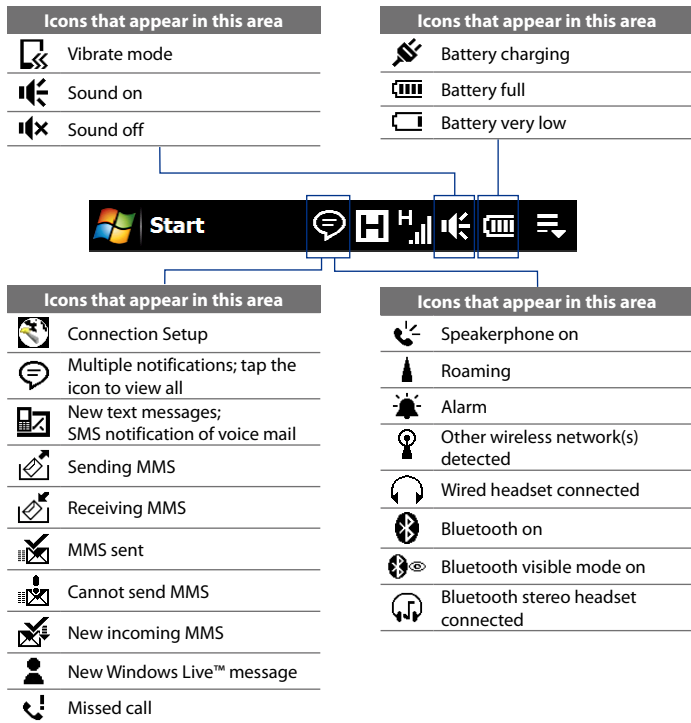 Icons that appear in this area
Vibrate mode
Sound on
Sound off
Icons that appear in this area
Battery charging
Battery full
Battery very low
Start
H
H
Icons that appear in this area
Connection Setup
Multiple notifications; tap the
icon to view all
New text messages;
SMS notification of voice mail
Sending MMS
Receiving MMS
MMS sent
Cannot send MMS
New incoming MMS
New Windows Live™ message
Missed call
Icons that appear in this area
Speakerphone on
Roaming
Alarm
Other wireless network(s)
detected
Wired headset connected
Bluetooth on
Bluetooth visible mode on
Bluetooth stereo headset
connected